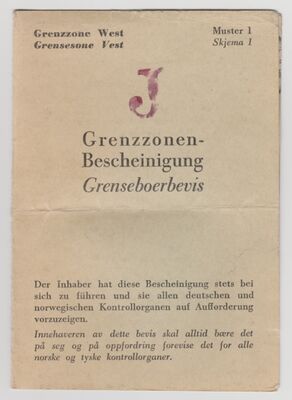 Grenzzone West
Grensesone Vest
Muster 1
Skjema 1
J
Grenzzonen-
Bescheinigung
Grenseboerbevis
Der Inhaber hat diese Bescheinigung stets bei
sich zu führen und sie allen deutschen und
norwegischen Kontrollorganen auf Aufforderung
vorzuzeigen.
Innehaveren av dette bevis skal alltid bære det
på seg og på oppfordring forevise det for alle
norske og tyske kontrollorganer.